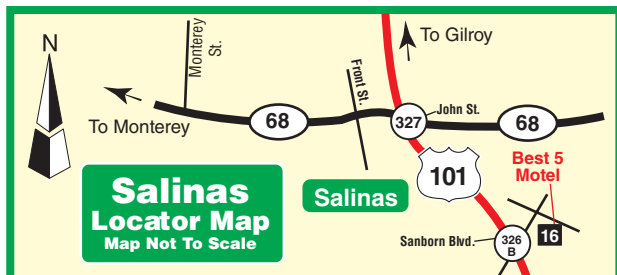 N
Monterey
St.
To Gilroy
Front St.
John St.
68
327
68
To Monterey
Best 5
Motel
101
Salinas
Locator Map
Map Not To Scale
Salinas
Sanborn Blvd.
326
B
16